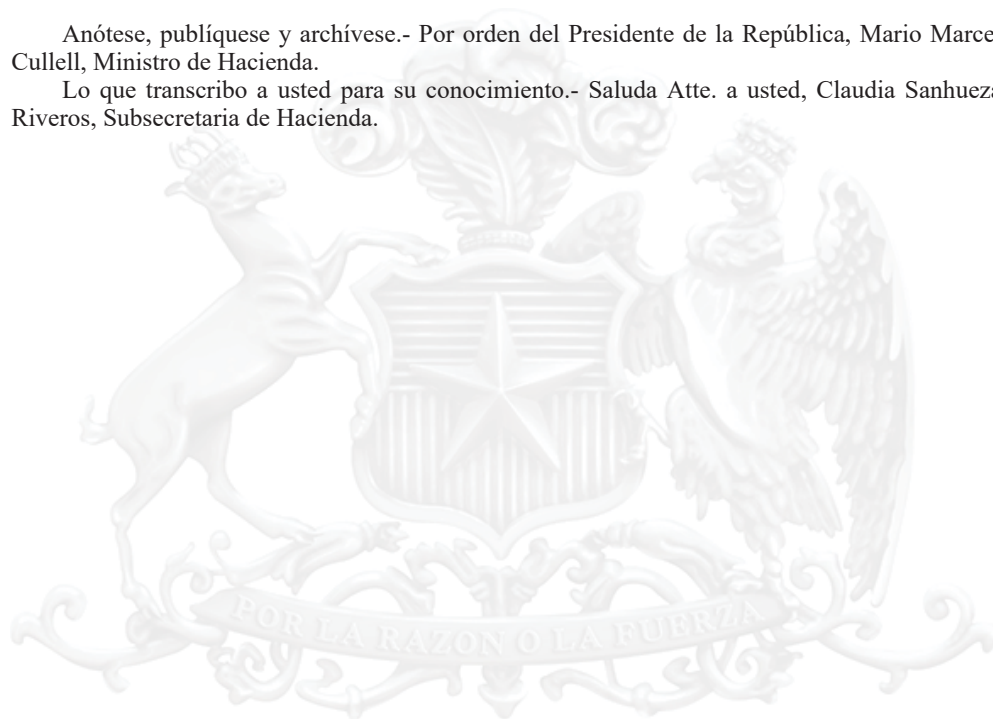 Anótese, publíquese y archívese.- Por orden del Presidente de la República, Mario Marce
Cullell, Ministro de Hacienda.
Lo que transcribo a usted para su conocimiento.- Saluda Atte. a usted, Claudia Sanhueza
Riveros, Subsecretaria de Hacienda.
POR LA RAZON O LA FUERZA